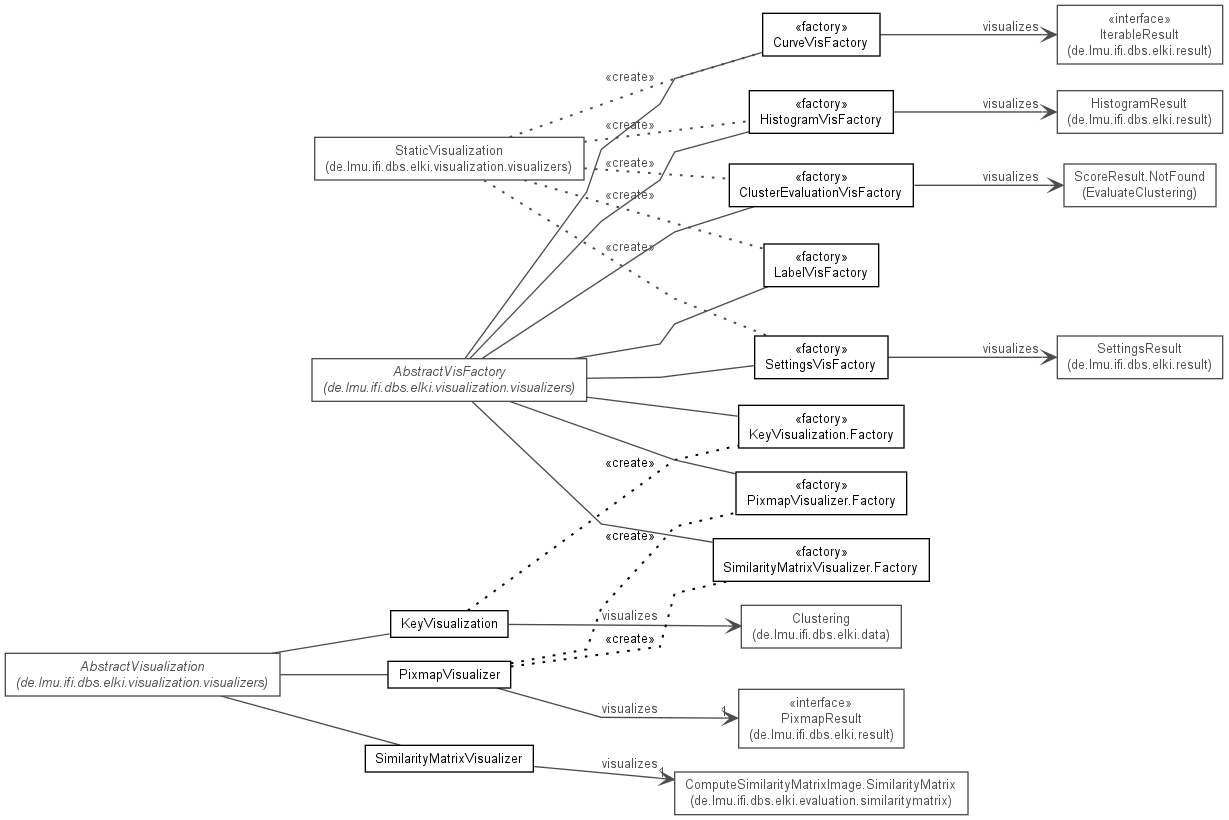 «factory»
CurveVisFactory
visualizes
«interface»
IterableResult
(de.lmu.ifi.dbs.elki.result)
«create»
«factory»
HistogramVisFactory
visualizes
HistogramResult
(de.lmu.ifi.dbs.elki.result)
«create»
StaticVisualization
(de.lmu.ifi.dbs.elki.visualization.visualizers)
«create»
«factory»
ClusterEvaluationVisFactory
visualizes
ScoreResult.NotFound
(EvaluateClustering)
«create»
«create»
«factory»
LabelVisFactory
AbstractVisFactory
(de.lmu.ifi.dbs.elki.visualization.visualizers)
«factory»
SettingsVisFactory
visualizes
SettingsResult
(de.lmu.ifi.dbs.elki.result)
«factory»
KeyVisualization.Factory
«create»
«factory»
PixmapVisualizer.Factory
«create»
«factory»
SimilarityMatrixVisualizer.Factory
KeyVisualization
visualizes
Clustering
(de.lmu.ifi.dbs.elki.data)
«create»
AbstractVisualization
(de.lmu.ifi.dbs.elki.visualization.visualizers)
PixmapVisualizer
visualizes
1
«interface»
PixmapResult
(de.lmu.ifi.dbs.elki.result)
SimilarityMatrixVisualizer
visualizes
1
ComputeSimilarityMatrixImage.SimilarityMatrix
(de.lmu.ifi.dbs.elki.evaluation.similaritymatrix)